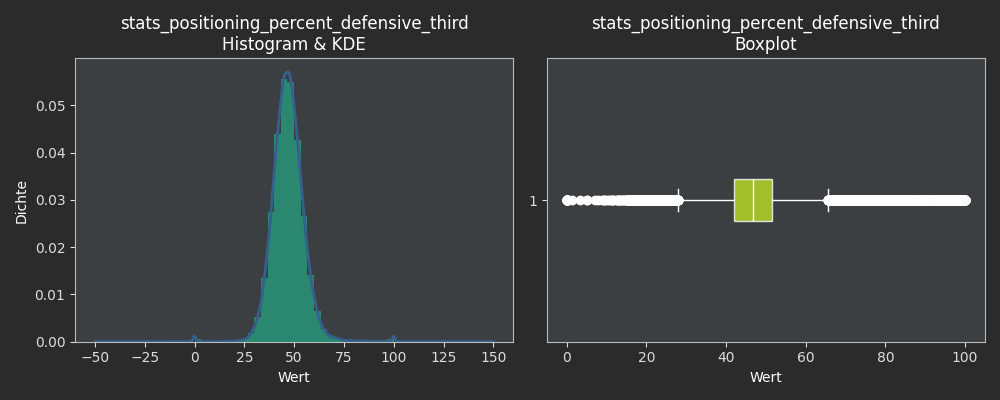 stats_positioning_percent_defensive_third
Histogram & KDE
Dichte
0.05
0.04
0.03
0.02
0.01
0.00
−50 −25 0 25 50 75 100 125 150
Wert
stats_positioning_percent_defensive_third
Boxplot
1
0 20 40 60 80 100
Wert